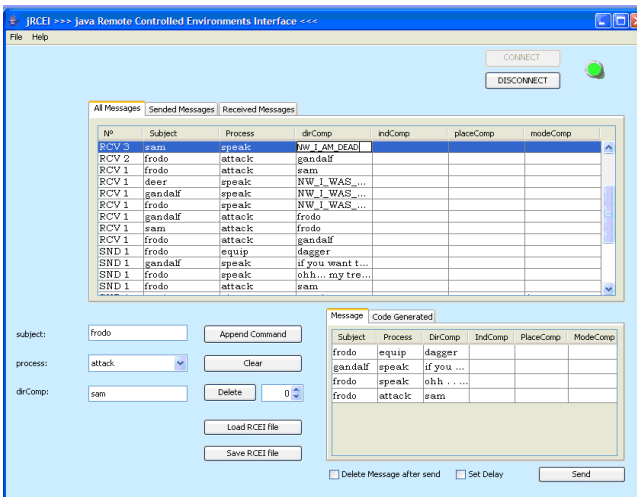 jRCEI >>> java Remote Controlled Environments Interface <<<
File Help
CONNECT
DISCONNECT
All Messages Sended Messages Received Messages
Nº Subject Process dirComp indComp placeComp modeComp
RCV 3 sam speak NW_I_AM_DEAD
RCV 2 frodo attack gandalf
RCV 1 frodo attack sam
RCV 1 deer speak NW_I_WAS_...
RCV 1 gandalf speak NW_I_WAS_...
RCV 1 frodo speak NW_I_WAS_...
RCV 1 gandalf attack frodo
RCV 1 sam attack frodo
RCV 1 frodo attack gandalf
SND 1 frodo equip dagger
SND 1 gandalf speak if you want t...
SND 1 frodo speak ohh... my tre...
SND 1 frodo attack sam
Message Code Generated
Subject Process DirComp IndComp PlaceComp ModeComp
frodo equip dagger
gandalf speak if you ...
frodo speak ohh . . ...
frodo attack sam
subject: frodo Append Command
process: attack Clear
dirComp: sam Delete 0
Load RCEI file
Save RCEI file
Delete Message after send Set Delay Send